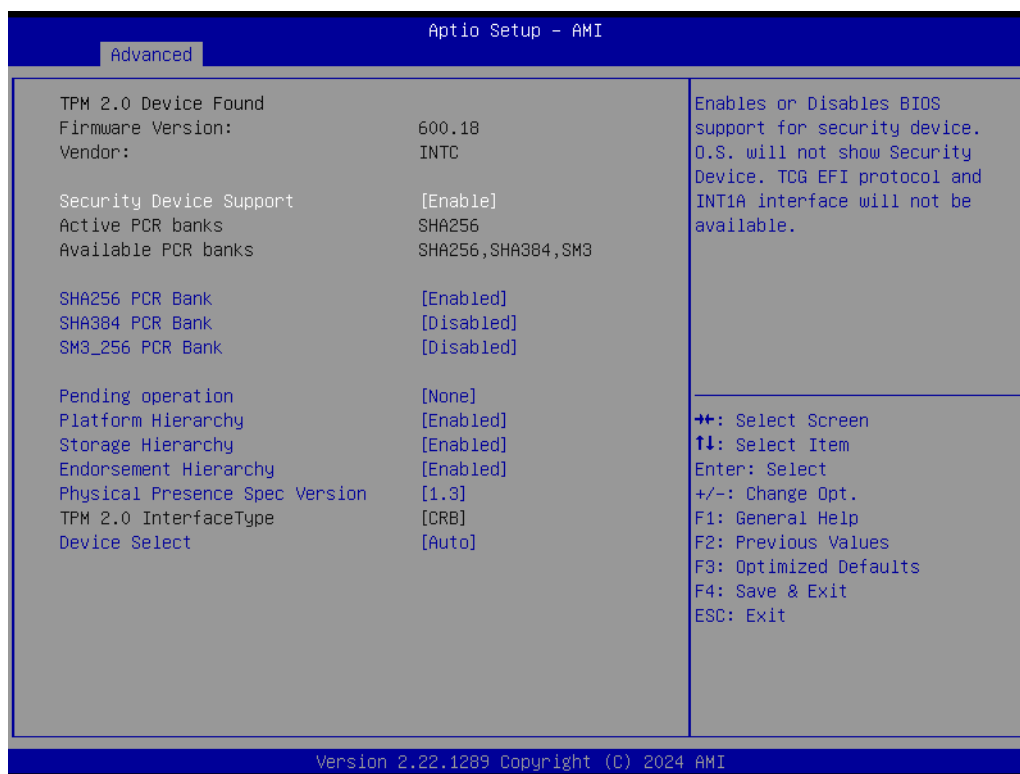 Aptio Setup - AMI
Advanced
TPM 2.0 Device Found
Firmware Version: 600.18
Vendor: INTC
Security Device Support [Enable]
Active PCR banks SHA256
Available PCR banks SHA256,SHA384,SM3
SHA256 PCR Bank [Enabled]
SHA384 PCR Bank [Disabled]
SM3_256 PCR Bank [Disabled]
Pending operation [None]
Platform Hierarchy [Enabled]
Storage Hierarchy [Enabled]
Endorsement Hierarchy [Enabled]
Physical Presence Spec Version [1.3]
TPM 2.0 InterfaceType [CRB]
Device Select [Auto]
Enables or Disables BIOS
support for security device.
O.S. will not show Security
Device. TCG EFI protocol and
INT1A interface will not be
available.
→←: Select Screen
↑↓: Select Item
Enter: Select
+/-: Change Opt.
F1: General Help
F2: Previous Values
F3: Optimized Defaults
F4: Save & Exit
ESC: Exit
Version 2.22.1289 Copyright (C) 2024 AMI